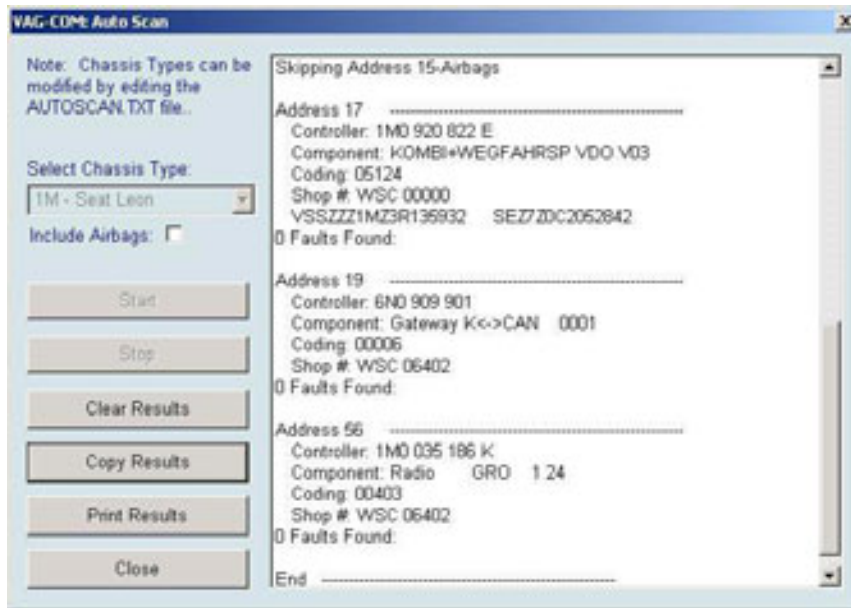 VAG-COM: Auto Scan
Note: Chassis Types can be
modified by editing the
AUTOSCAN.TXT file..
Select Chassis Type:
1M - Seat Leon
Include Airbags:
Start
Stop
Clear Results
Copy Results
Print Results
Close
Skipping Address 15-Airbags
Address 17 --------------------------------------------------------
Controller: 1M0 920 822 E
Component: KOMBI+WEGFAHRSP VDO V03
Coding: 05124
Shop #: WSC 00000
VSSZZZ1MZ3R135932 SEZ7Z0C2052842
0 Faults Found:
Address 19 --------------------------------------------------------
Controller: 6N0 909 901
Component: Gateway K<->CAN 0001
Coding: 00006
Shop #: WSC 06402
0 Faults Found:
Address 56 --------------------------------------------------------
Controller: 1M0 035 186 K
Component: Radio GRO 1 24
Coding: 00403
Shop #: WSC 06402
0 Faults Found:
End --------------------------------------------------------